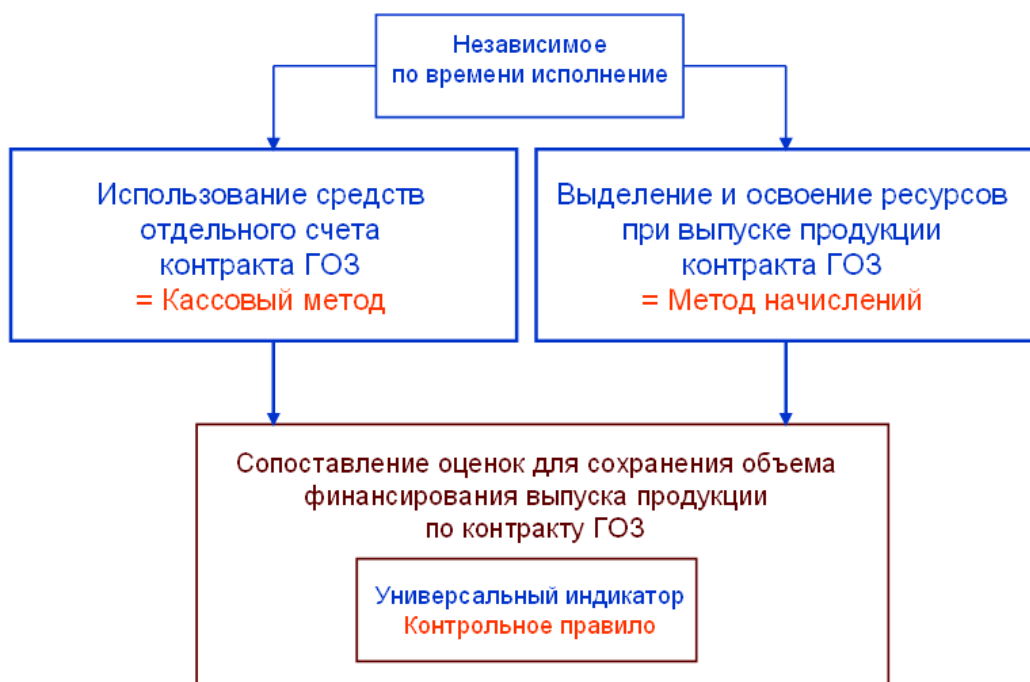 Независимое
по времени исполнение
Использование средств
отдельного счета
контракта ГОЗ
= Кассовый метод
Выделение и освоение ресурсов
при выпуске продукции
контракта ГОЗ
= Метод начислений
Сопоставление оценок для сохранения объема
финансирования выпуска продукции
по контракту ГОЗ
Универсальный индикатор
Контрольное правило